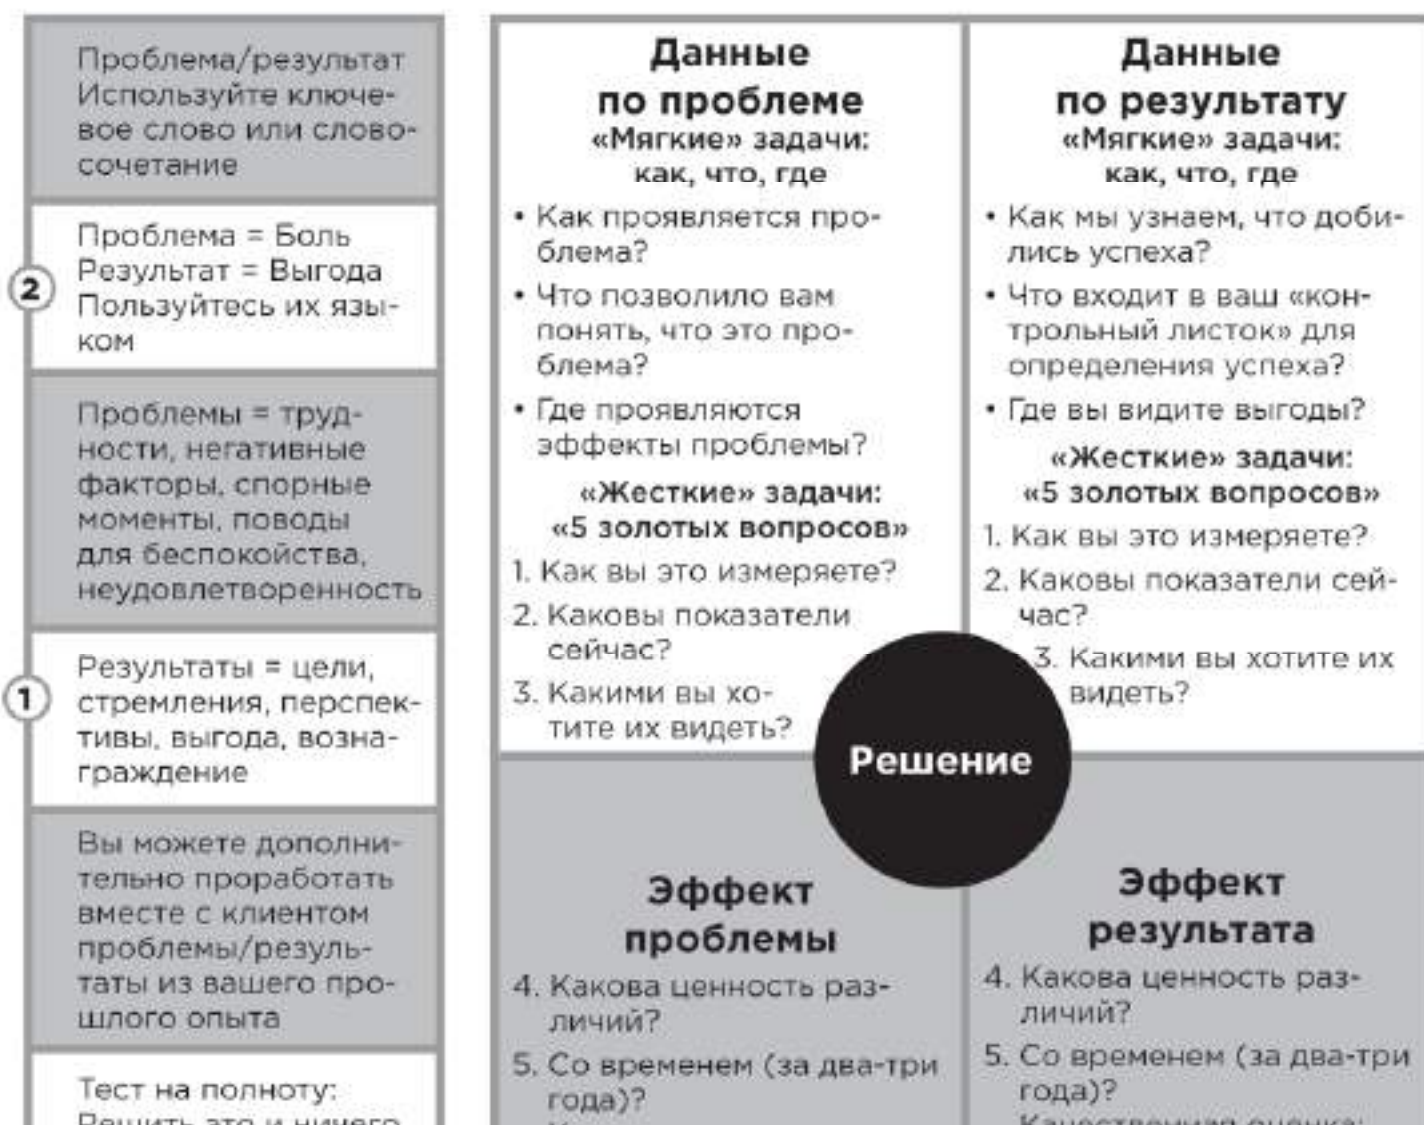 Проблема/результат
Используйте ключе-
вое слово или слово-
сочетание
Проблема = Боль
Результат = Выгода
Пользуйтесь их язы-
ком
2
Проблемы = труд-
ности, негативные
факторы, спорные
моменты, поводы
для беспокойства,
неудовлетворенность
Результаты = цели,
стремления, перспек-
тивы, выгода, возна-
граждение
1
Вы можете дополни-
тельно проработать
вместе с клиентом
проблемы/резуль-
таты из вашего про-
шлого опыта
Тест на полноту:
Решить это и ничего
Данные
по проблеме
«Мягкие» задачи:
как, что, где
• Как проявляется про-
блема?
• Что позволило вам
понять, что это про-
блема?
• Где проявляются
эффекты проблемы?
«Жесткие» задачи:
«5 золотых вопросов»
1. Как вы это измеряете?
2. Каковы показатели
сейчас?
3. Какими вы хо-
тите их видеть?
Данные
по результату
«Мягкие» задачи:
как, что, где
• Как мы узнаем, что доби-
лись успеха?
• Что входит в ваш «кон-
трольный листок» для
определения успеха?
• Где вы видите выгоды?
«Жесткие» задачи:
«5 золотых вопросов»
1. Как вы это измеряете?
2. Каковы показатели сей-
час?
3. Какими вы хотите их
видеть?
Решение
Эффект
проблемы
4. Какова ценность раз-
личий?
5. Со временем (за два-три
года)?
Эффект
результата
4. Какова ценность раз-
личий?
5. Со временем (за два-три
года)?
Качественная оценка: